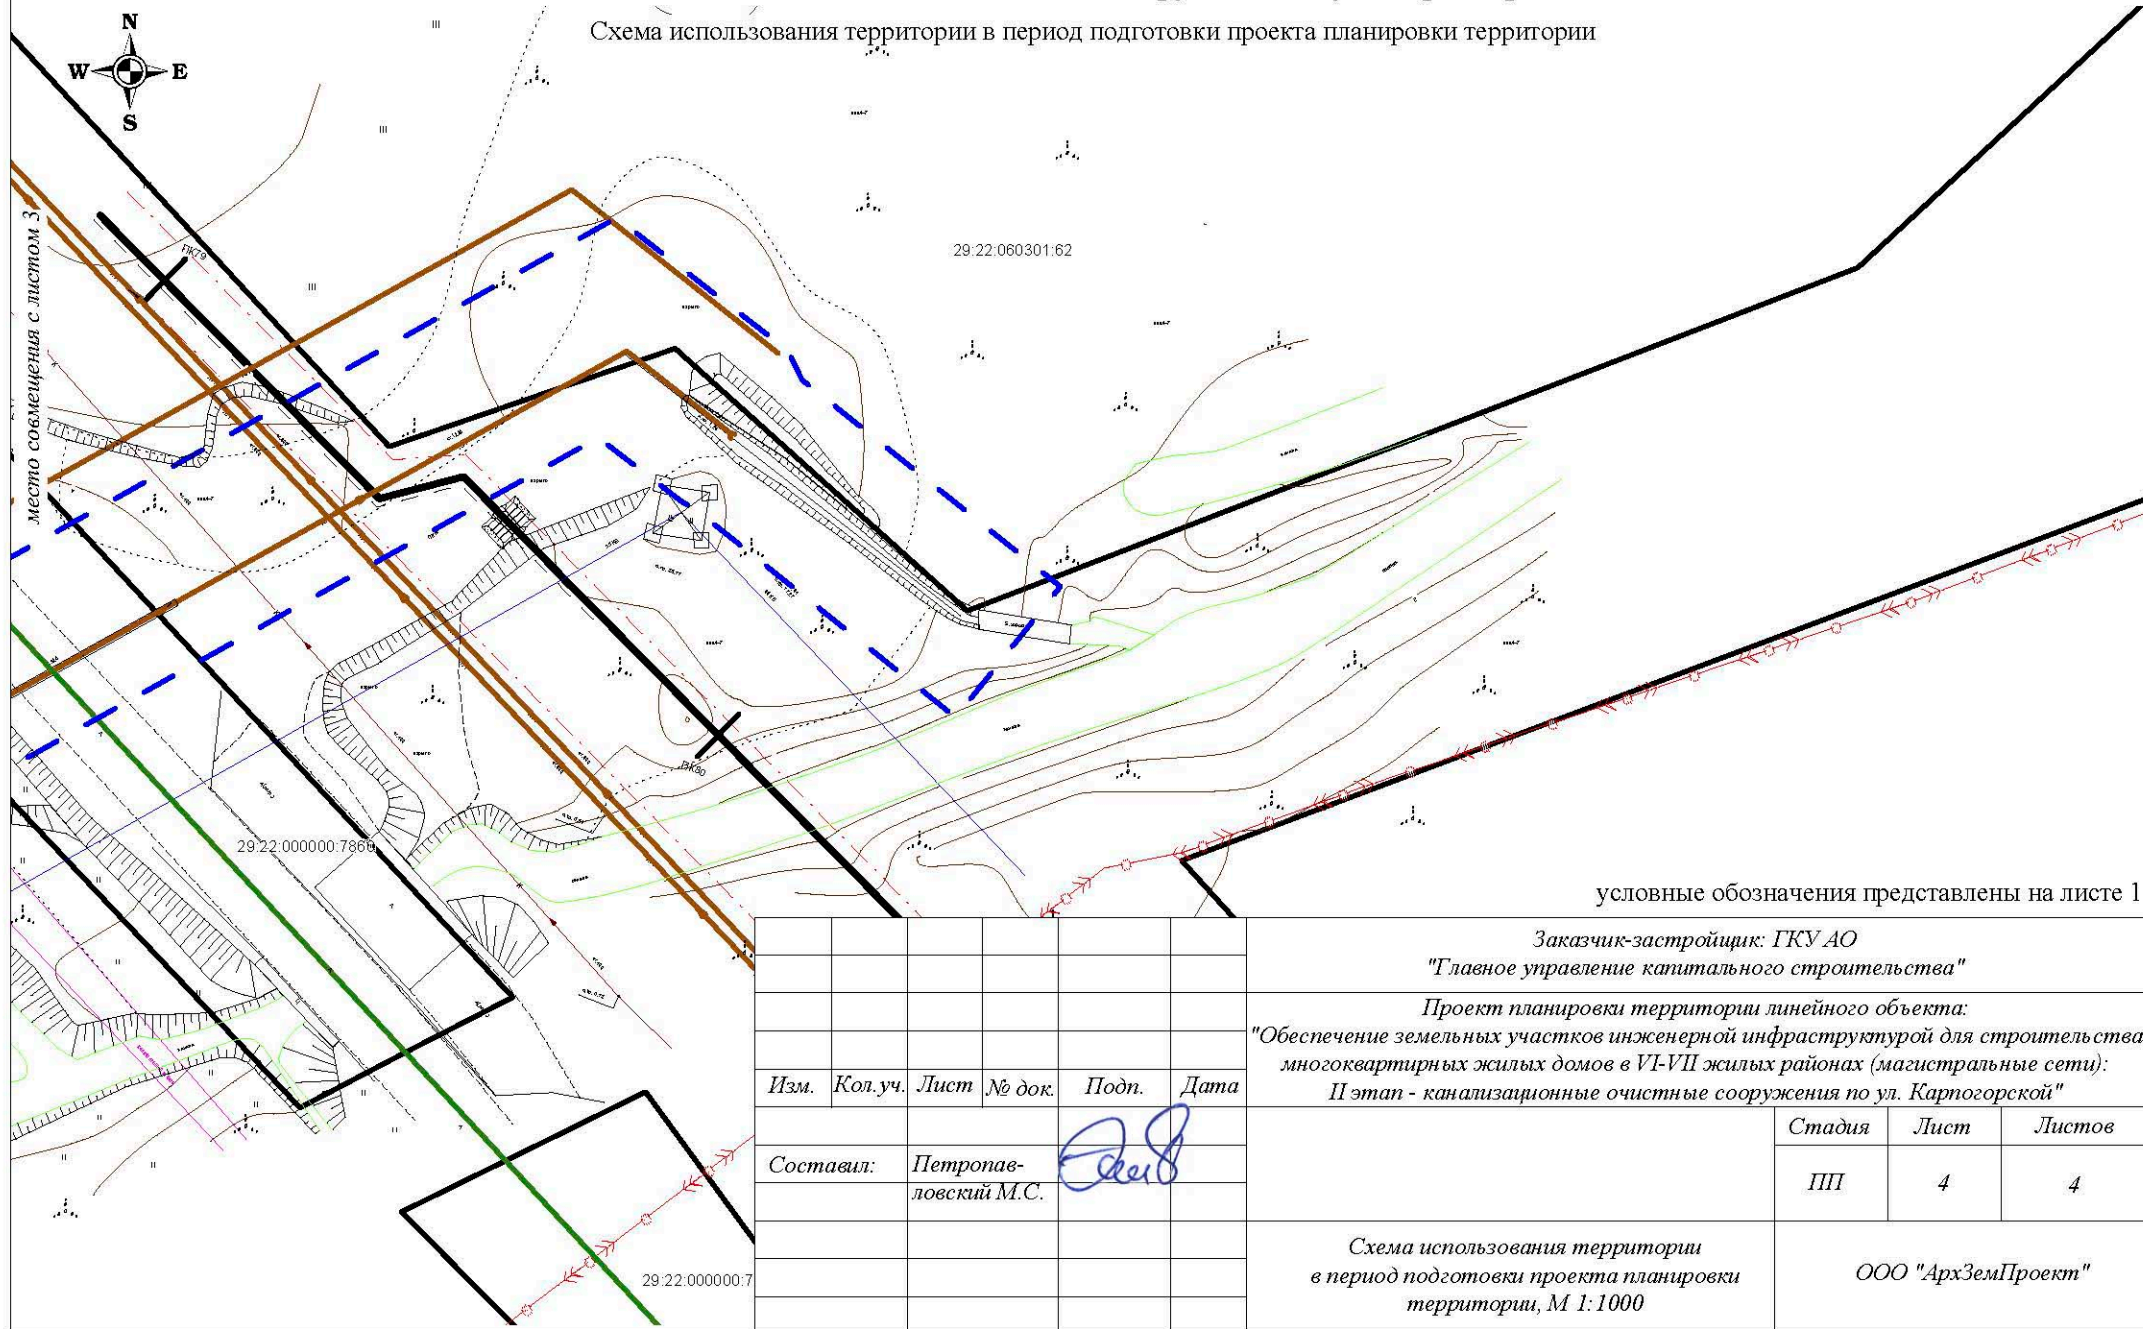 Схема использования территории в период подготовки проекта планировки территории
N
W E
S
место совмещения с листом 3
ПК79
29:22:060301:62
ПК80
29:22:000000:7866
29:22:000000:7
условные обозначения представлены на листе 1
Заказчик-застройщик: ГКУ АО
"Главное управление капитального строительства"
Проект планировки территории линейного объекта:
"Обеспечение земельных участков инженерной инфраструктурой для строительства
многоквартирных жилых домов в VI-VII жилых районах (магистральные сети):
II этап - канализационные очистные сооружения по ул. Карпогорской"
Изм. Кол.уч. Лист № док. Подп. Дата
Стадия Лист Листов
Составил: Петропав-
ловский М.С.
ПП 4 4
Схема использования территории
в период подготовки проекта планировки
территории, М 1:1000
ООО "АрхЗемПроект"